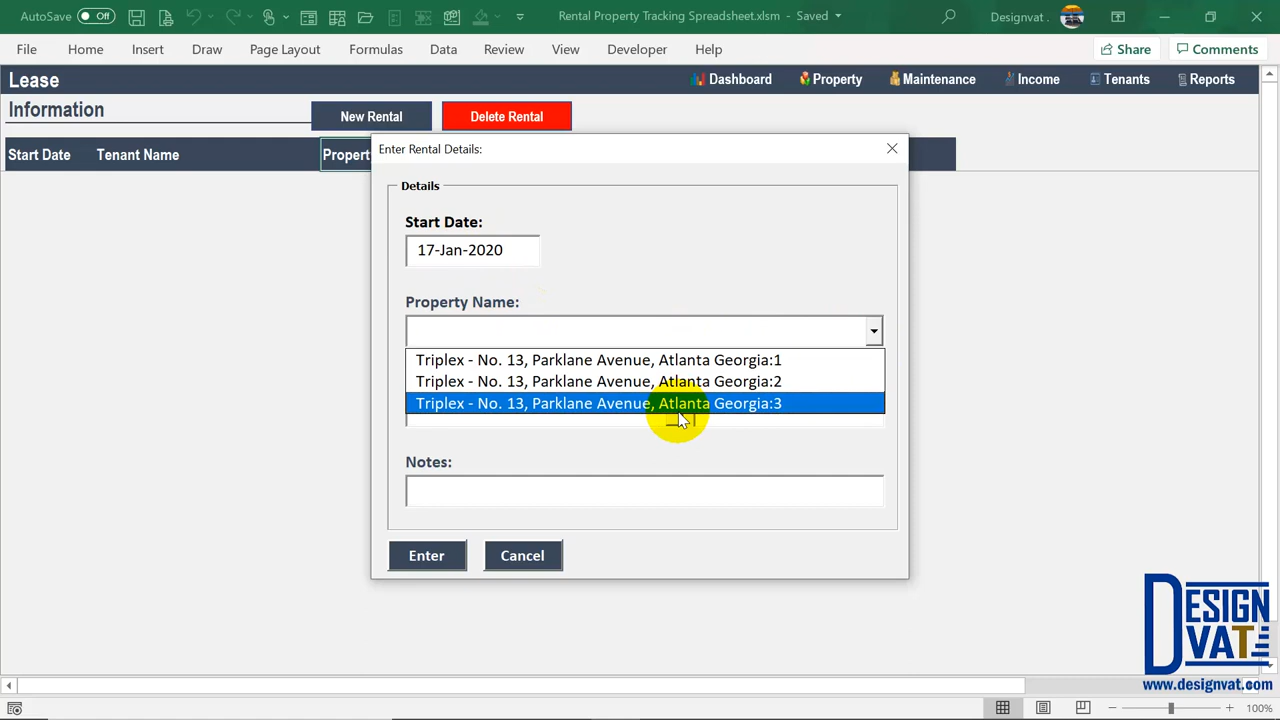 AutoSave Off
Rental Property Tracking Spreadsheet.xlsm - Saved
Designvat .
File Home Insert Draw Page Layout Formulas Data Review View Developer Help
Share Comments
Lease
Dashboard Property Maintenance Income Tenants Reports
Information
New Rental
Delete Rental
Start Date Tenant Name
Enter Rental Details:
Details
Start Date:
17-Jan-2020
Property Name:
Triplex - No. 13, Parklane Avenue, Atlanta Georgia:1
Triplex - No. 13, Parklane Avenue, Atlanta Georgia:2
Triplex - No. 13, Parklane Avenue, Atlanta Georgia:3
Notes:
Enter
Cancel
DESIGN
VAT
www.designvat.com
100%